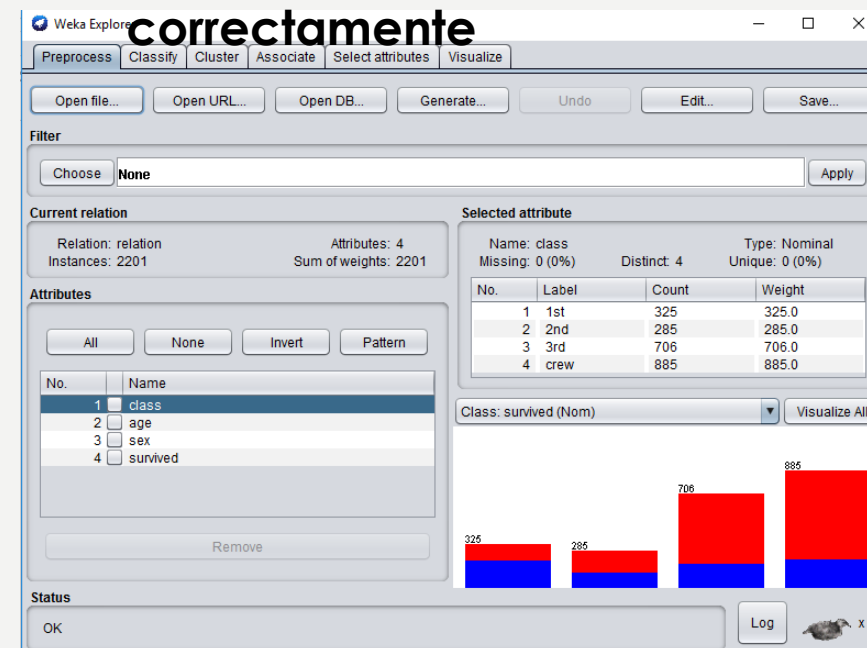 correctamente
Weka Explorer
Preprocess Classify Cluster Associate Select attributes Visualize
Open file... Open URL... Open DB... Generate... Undo Edit... Save...
Filter
Choose None Apply
Current relation
Relation: relation Attributes: 4
Instances: 2201 Sum of weights: 2201
Selected attribute
Name: class Type: Nominal
Missing: 0 (0%) Distinct: 4 Unique: 0 (0%)
No. Label Count Weight
1 1st 325 325.0
2 2nd 285 285.0
3 3rd 706 706.0
4 crew 885 885.0
Attributes
All None Invert Pattern
No. Name
1 class
2 age
3 sex
4 survived
Remove
Class: survived (Nom) Visualize All
325 285 706 885
Status
OK Log x